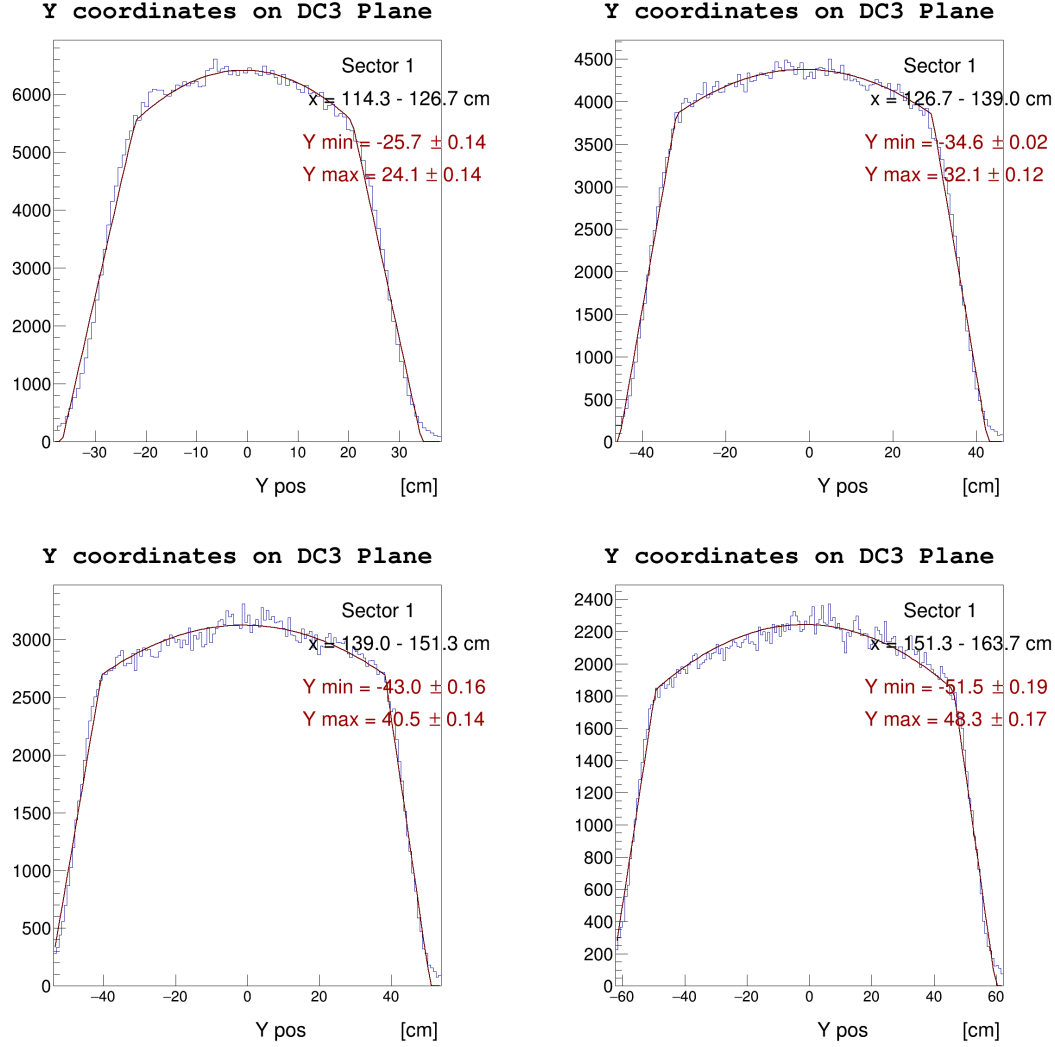 Y coordinates on DC3 Plane
Sector 1
x = 114.3 - 126.7 cm
Y min = -25.7 ± 0.14
Y max = 24.1 ± 0.14
6000
5000
4000
3000
2000
1000
0
−30 −20 −10 0 10 20 30
Y pos [cm]
Y coordinates on DC3 Plane
Sector 1
x = 126.7 - 139.0 cm
Y min = -34.6 ± 0.02
Y max = 32.1 ± 0.12
4500
4000
3500
3000
2500
2000
1500
1000
500
0
−40 −20 0 20 40
Y pos [cm]
Y coordinates on DC3 Plane
Sector 1
x = 139.0 - 151.3 cm
Y min = -43.0 ± 0.16
Y max = 40.5 ± 0.14
3000
2500
2000
1500
1000
500
0
−40 −20 0 20 40
Y pos [cm]
Y coordinates on DC3 Plane
Sector 1
x = 151.3 - 163.7 cm
Y min = -51.5 ± 0.19
Y max = 48.3 ± 0.17
2400
2200
2000
1800
1600
1400
1200
1000
800
600
400
200
0
−60 −40 −20 0 20 40 60
Y pos [cm]